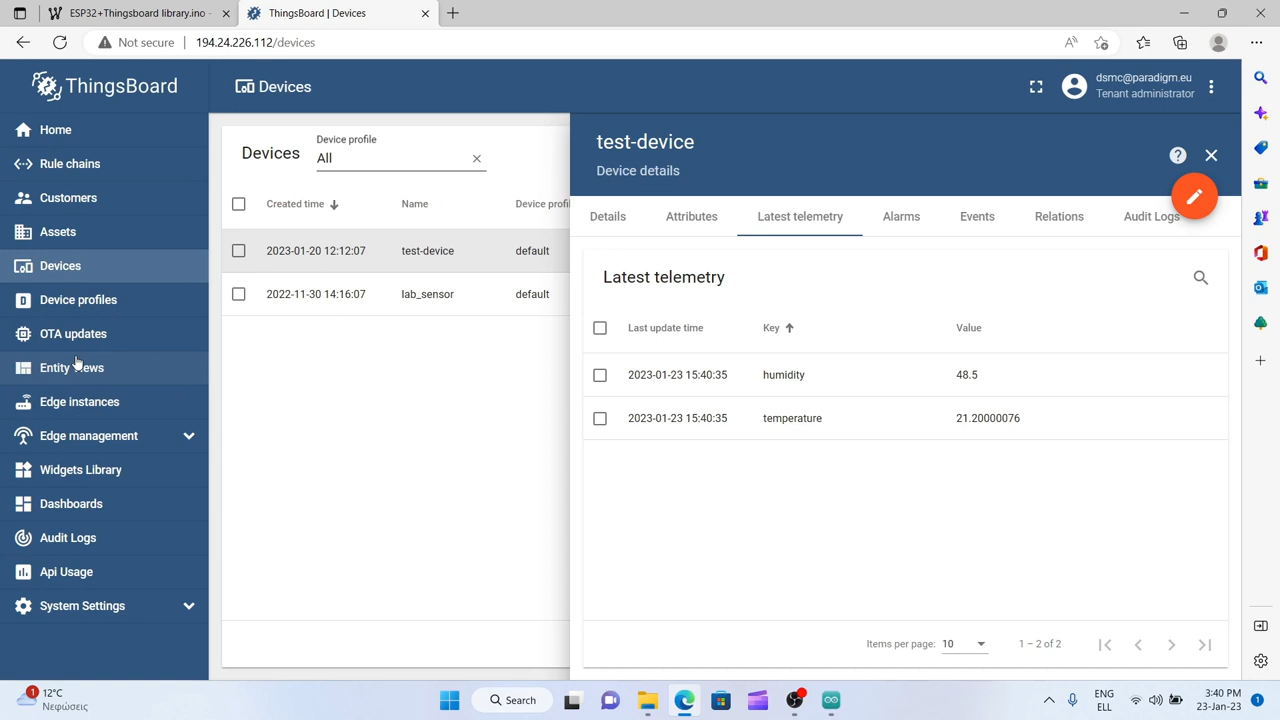 ESP32+Thingsboard library.ino -
ThingsBoard | Devices
Not secure
194.24.226.112/devices
ThingsBoard
Devices
dsmc@paradigm.eu
Tenant administrator
Home
Rule chains
Customers
Assets
Devices
Device profiles
OTA updates
Entity views
Edge instances
Edge management
Widgets Library
Dashboards
Audit Logs
Api Usage
System Settings
Devices
Device profile
All
Created time
Name
Device profil
2023-01-20 12:12:07
test-device
default
2022-11-30 14:16:07
lab_sensor
default
test-device
Device details
Details
Attributes
Latest telemetry
Alarms
Events
Relations
Audit Logs
Latest telemetry
Last update time
Key
Value
2023-01-23 15:40:35
humidity
48.5
2023-01-23 15:40:35
temperature
21.20000076
Items per page:
10
1 – 2 of 2
1
12°C
Νεφώσεις
Search
ENG
ΕΛL
3:40 PM
23-Jan-23
1